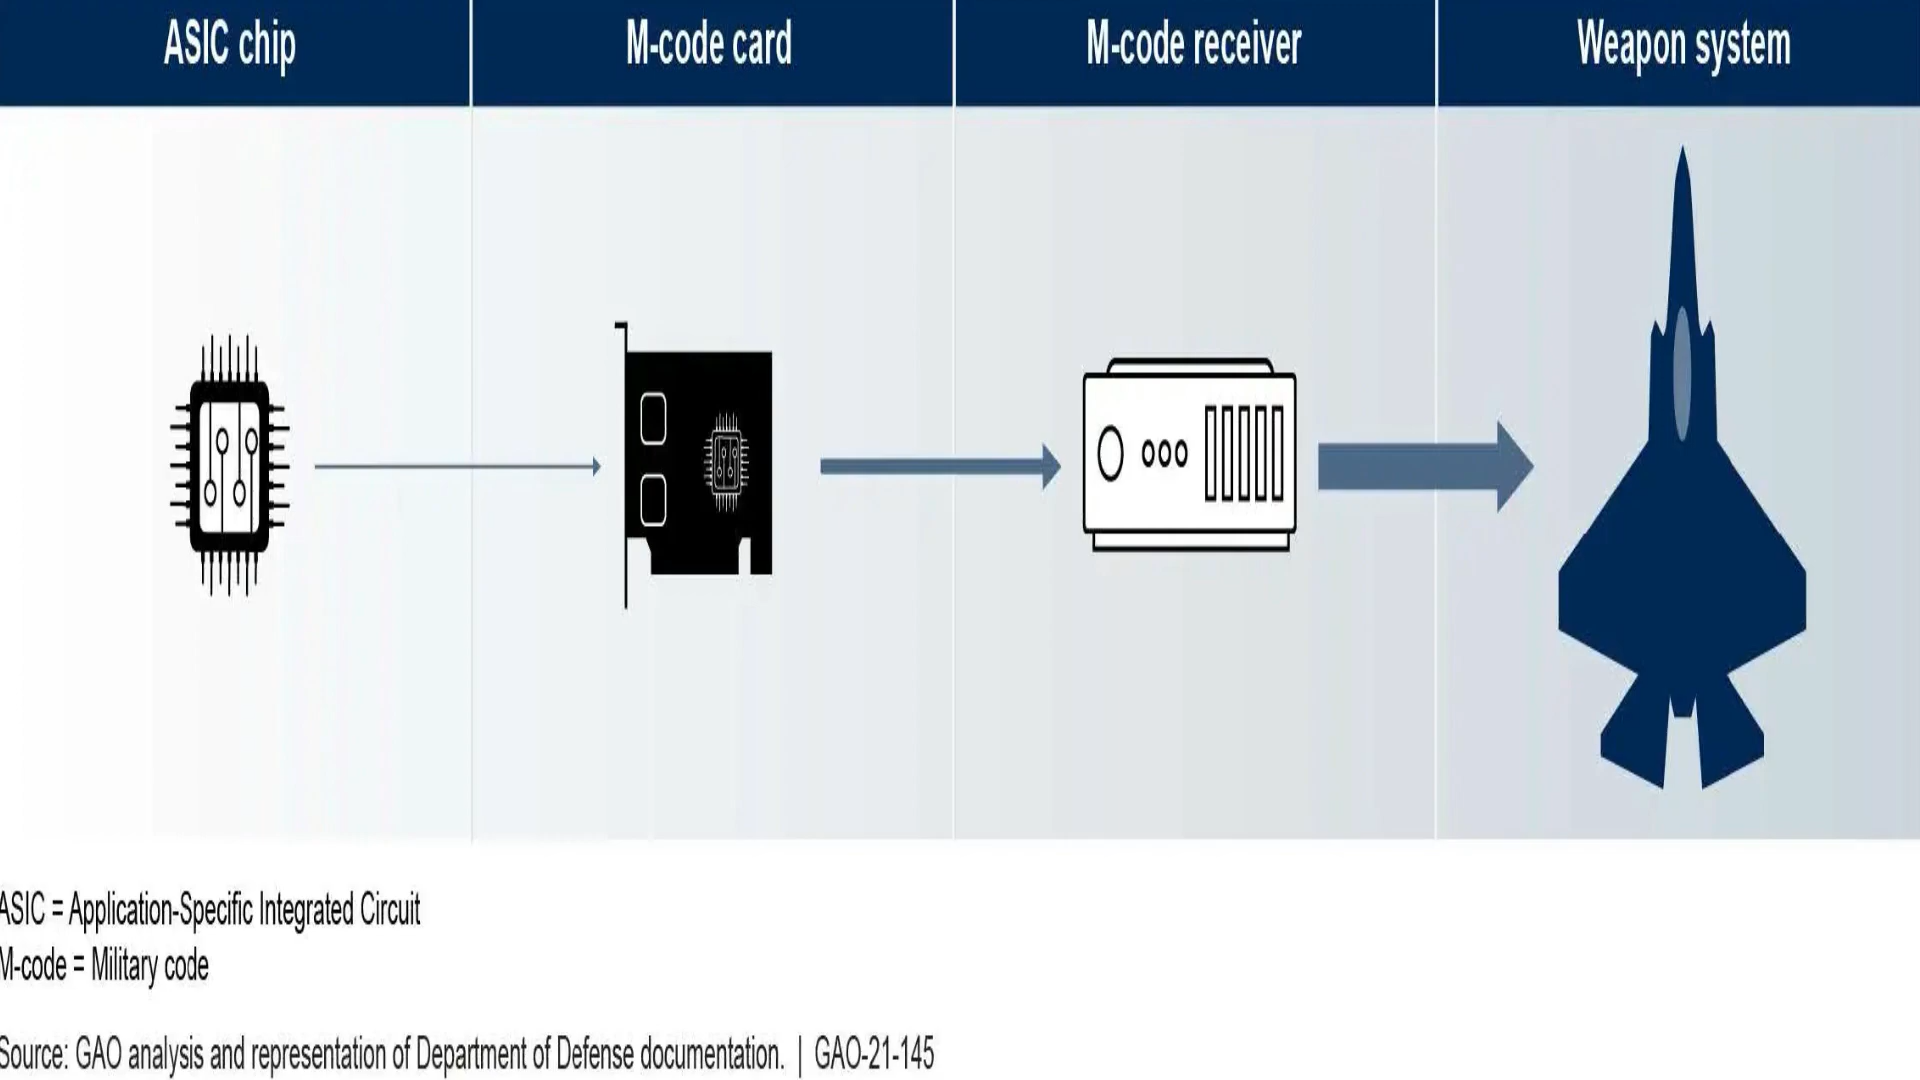 ASIC chip
M-code card
M-code receiver
Weapon system
ASIC = Application-Specific Integrated Circuit
M-code = Military code
Source: GAO analysis and representation of Department of Defense documentation. | GAO-21-145